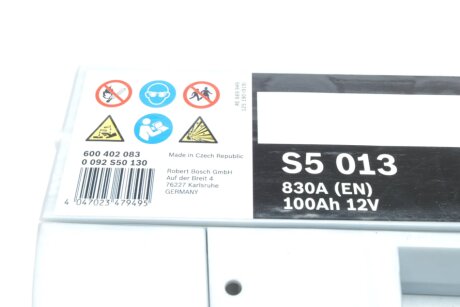 600 402 083
0 092 S50 130
Made in Czech Republic
Robert Bosch GmbH
Auf der Breit 4
76227 Karlsruhe
GERMANY
4 047023 479495
S5 013
830A (EN)
100Ah 12V